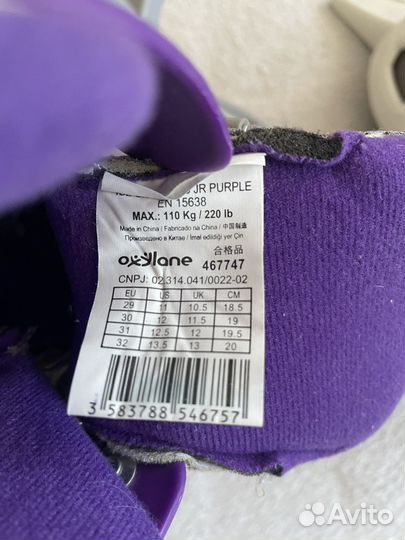 JR PURPLE
EN 15638
MAX.: 110 Kg / 220 lb
Made in China / Fabricado na China / 中国制造
Произведено в Китае / Imal edildiği yer Çin
合格品
oxylane 467747
CNPJ: 02.314.041/0022-02
EU US UK CM
29 11 10.5 18.5
30 12 11.5 19
31 12.5 12 19.5
32 13.5 13 20
3 583788 546757
Avito